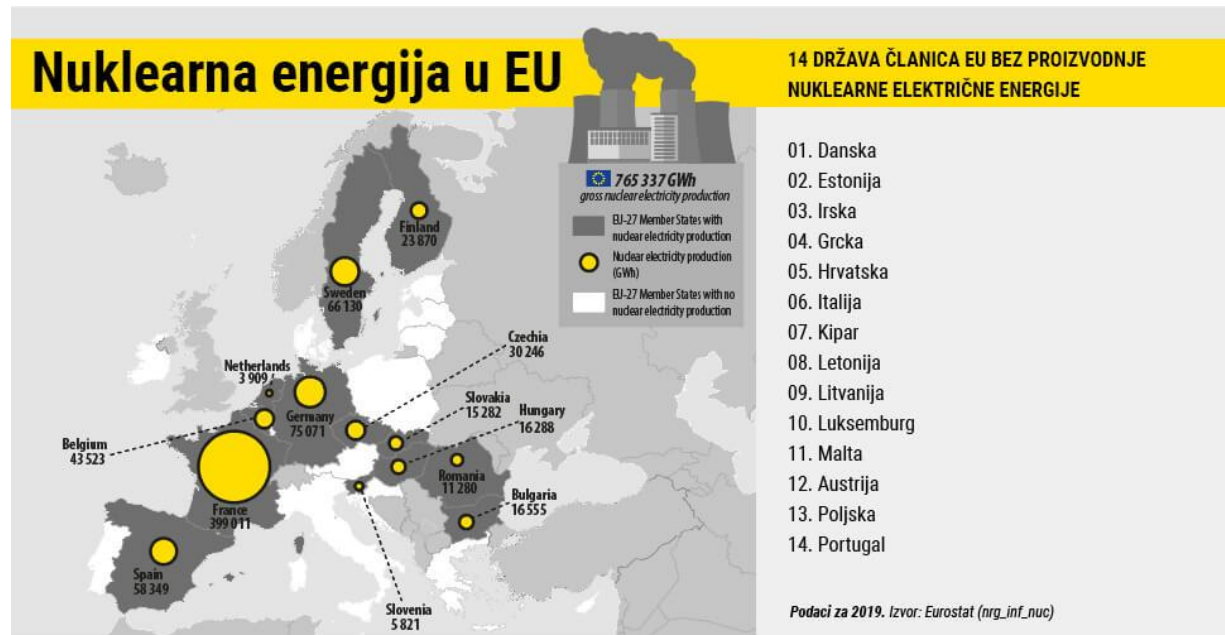 Nuklearna energija u EU
14 DRŽAVA ČLANICA EU BEZ PROIZVODNJE
NUKLEARNE ELEKTRIČNE ENERGIJE
765 337 GWh
gross nuclear electricity production
EU-27 Member States with
nuclear electricity production
Nuclear electricity production
(GWh)
EU-27 Member States with no
nuclear electricity production
Finland
23 870
Sweden
66 130
Czechia
30 246
Netherlands
3 909
Germany
75 071
Slovakia
15 282
Hungary
16 288
Belgium
43 523
Romania
11 280
France
399 011
Bulgaria
16 555
Spain
58 349
Slovenia
5 821
01. Danska
02. Estonija
03. Irska
04. Grcka
05. Hrvatska
06. Italija
07. Kipar
08. Letonija
09. Litvanija
10. Luksemburg
11. Malta
12. Austrija
13. Poljska
14. Portugal
Podaci za 2019. Izvor: Eurostat (nrg_inf_nuc)